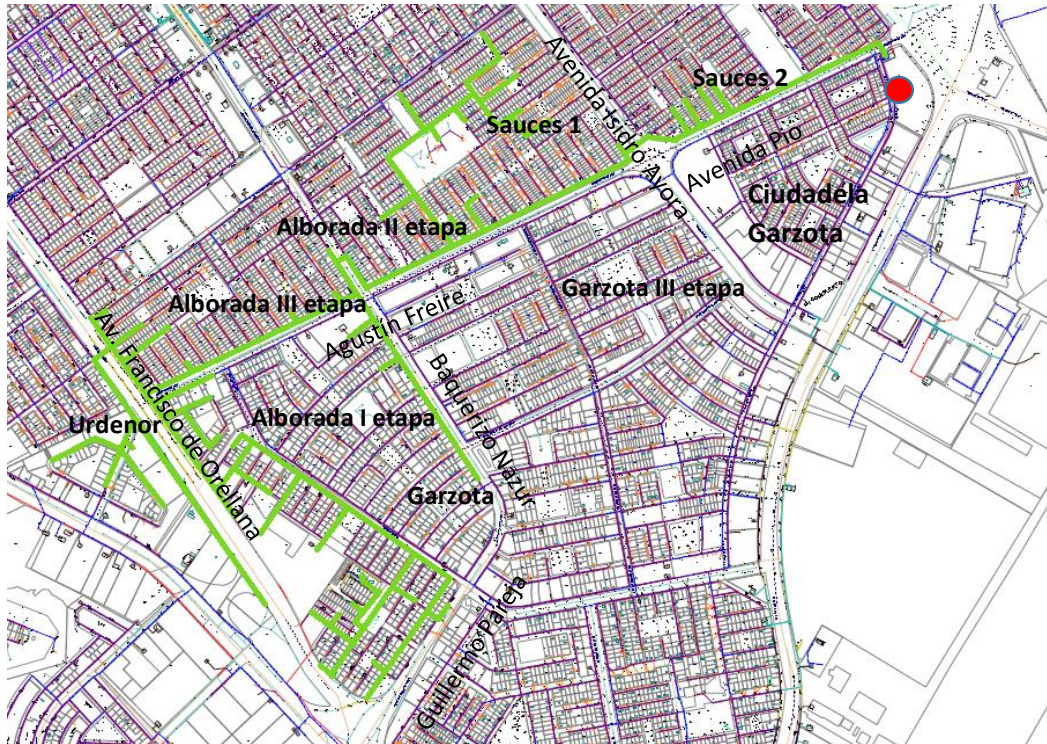 Avenida Isidro Ayora
Sauces 2
Sauces 1
Avenida Pio
Ciudadela
Garzota
Alborada II etapa
Garzota III etapa
Alborada III etapa
Agustin Freire
Av. Francisco de Orellana
Baquerizo Nazur
Alborada I etapa
Urdenor
Garzota
Guillermo Pareja